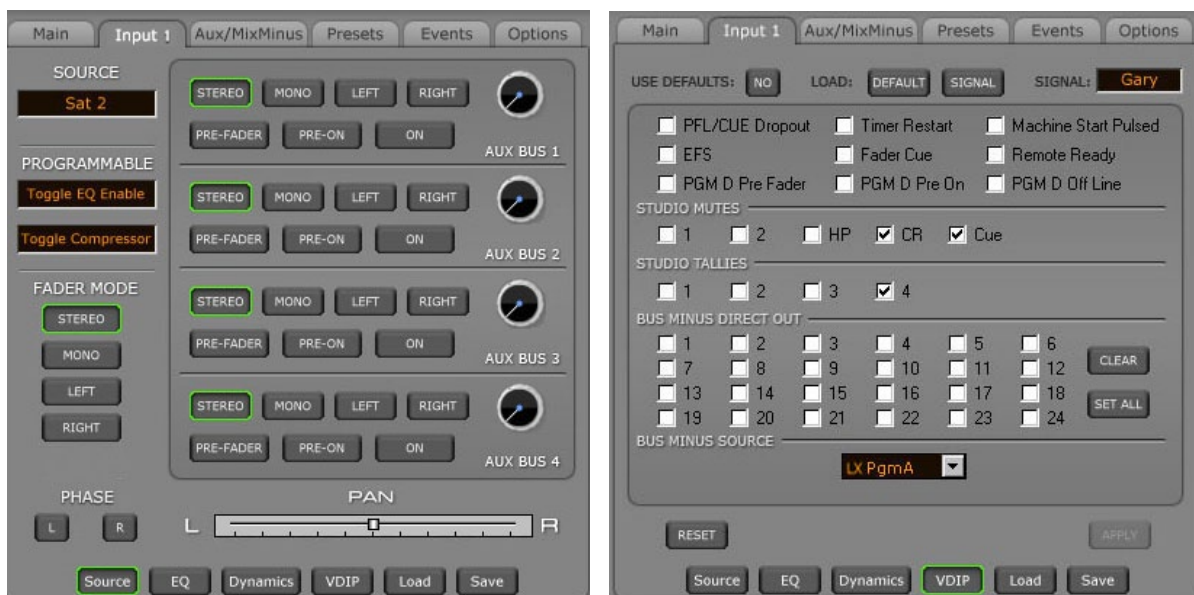 Main Input 1 Aux/MixMinus Presets Events Options
SOURCE
Sat 2
PROGRAMMABLE
Toggle EQ Enable
Toggle Compressor
FADER MODE
STEREO
MONO
LEFT
RIGHT
PHASE
L R
STEREO MONO LEFT RIGHT
PRE-FADER PRE-ON ON
AUX BUS 1
STEREO MONO LEFT RIGHT
PRE-FADER PRE-ON ON
AUX BUS 2
STEREO MONO LEFT RIGHT
PRE-FADER PRE-ON ON
AUX BUS 3
STEREO MONO LEFT RIGHT
PRE-FADER PRE-ON ON
AUX BUS 4
PAN
L R
Source EQ Dynamics VDIP Load Save
Main Input 1 Aux/MixMinus Presets Events Options
USE DEFAULTS: NO LOAD: DEFAULT SIGNAL SIGNAL: Gary
PFL/CUE Dropout Timer Restart Machine Start Pulsed
EFS Fader Cue Remote Ready
PGM D Pre Fader PGM D Pre On PGM D Off Line
STUDIO MUTES
1 2 HP CR Cue
STUDIO TALLIES
1 2 3 4
BUS MINUS DIRECT OUT
1 2 3 4 5 6
7 8 9 10 11 12
CLEAR
13 14 15 16 17 18
19 20 21 22 23 24
SET ALL
BUS MINUS SOURCE
LX PgmA
RESET APPLY
Source EQ Dynamics VDIP Load Save